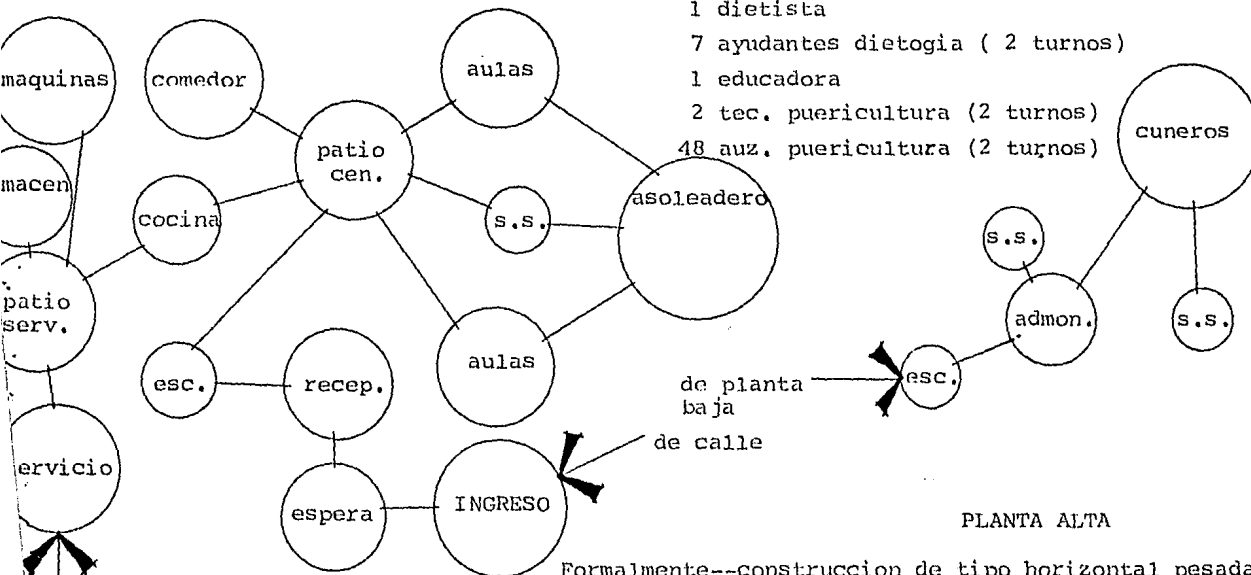 1 dietista
7 ayudantes dietogia ( 2 turnos)
1 educadora
2 tec. puericultura (2 turnos)
48 auz. puericultura (2 turnos)
maquinas
comedor
aulas
cuneros
patio
cen.
macen
cocina
s.s.
asoleadero
s.s.
patio
serv.
admon.
s.s.
esc.
recep.
aulas
de planta
baja
esc.
de calle
ervicio
espera
INGRESO
PLANTA ALTA
Formalmente--construccion de tipo horizontal pesada